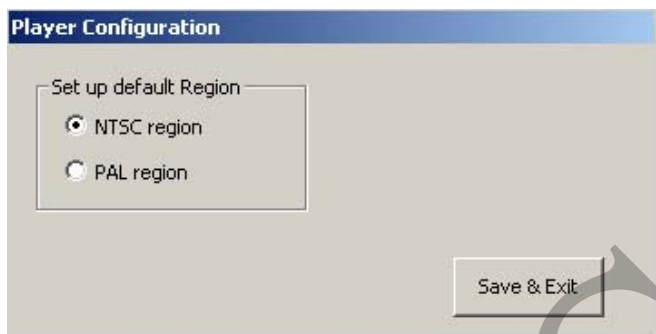 Player Configuration
Set up default Region
NTSC region
PAL region
Save & Exit